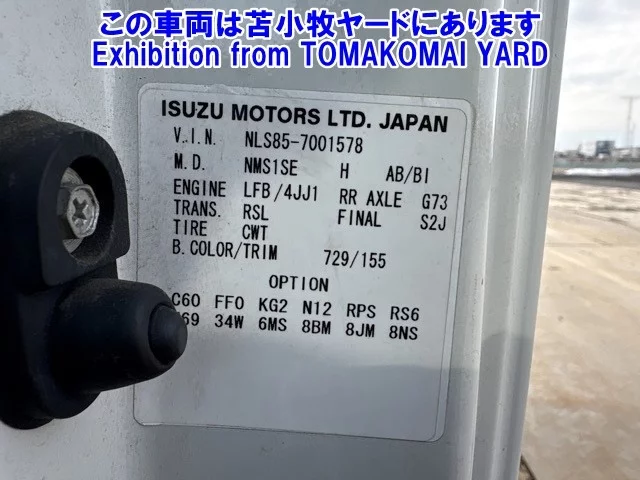 この車両は苫小牧ヤードにあります
Exhibition from TOMAKOMAI YARD
ISUZU MOTORS LTD. JAPAN
V.I.N. NLS85-7001578
M.D. NMS1SE H AB/BI
ENGINE LFB/4JJ1 RR AXLE G73
TRANS. RSL FINAL S2J
TIRE CWT
B.COLOR/TRIM 729/155
OPTION
C60 FF0 KG2 N12 RPS RS6
34W 6MS 8BM 8JM 8NS